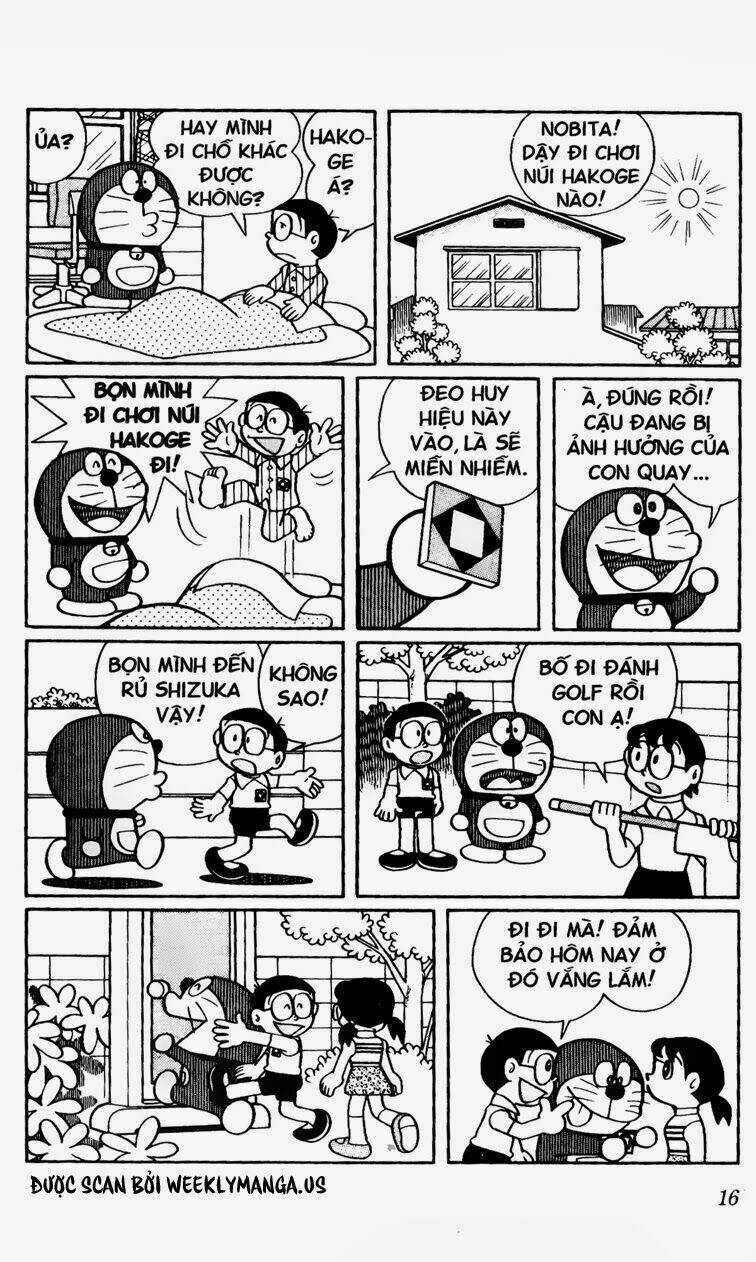 NOBITA!
DẬY ĐI CHƠI
NÚI HAKOGE
NÀO!
HAKO-
GE
Á?
HAY MÌNH
ĐI CHỖ KHÁC
ĐƯỢC
KHÔNG?
ỦA?
À, ĐÚNG RỒI!
CẬU ĐANG BỊ
ẢNH HƯỞNG CỦA
CON QUAY...
ĐEO HUY
HIỆU NÀY
VÀO, LÀ SẼ
MIỄN NHIỄM.
BỌN MÌNH
ĐI CHƠI NÚI
HAKOGE
ĐI!
BỐ ĐI ĐÁNH
GOLF RỒI
CON Ạ!
KHÔNG
SAO!
BỌN MÌNH ĐẾN
RỦ SHIZUKA
VẬY!
ĐI ĐI MÀ! ĐẢM
BẢO HÔM NAY Ở
ĐÓ VẮNG LẮM!
ĐƯỢC SCAN BỞI WEEKLYMANGA.US
16